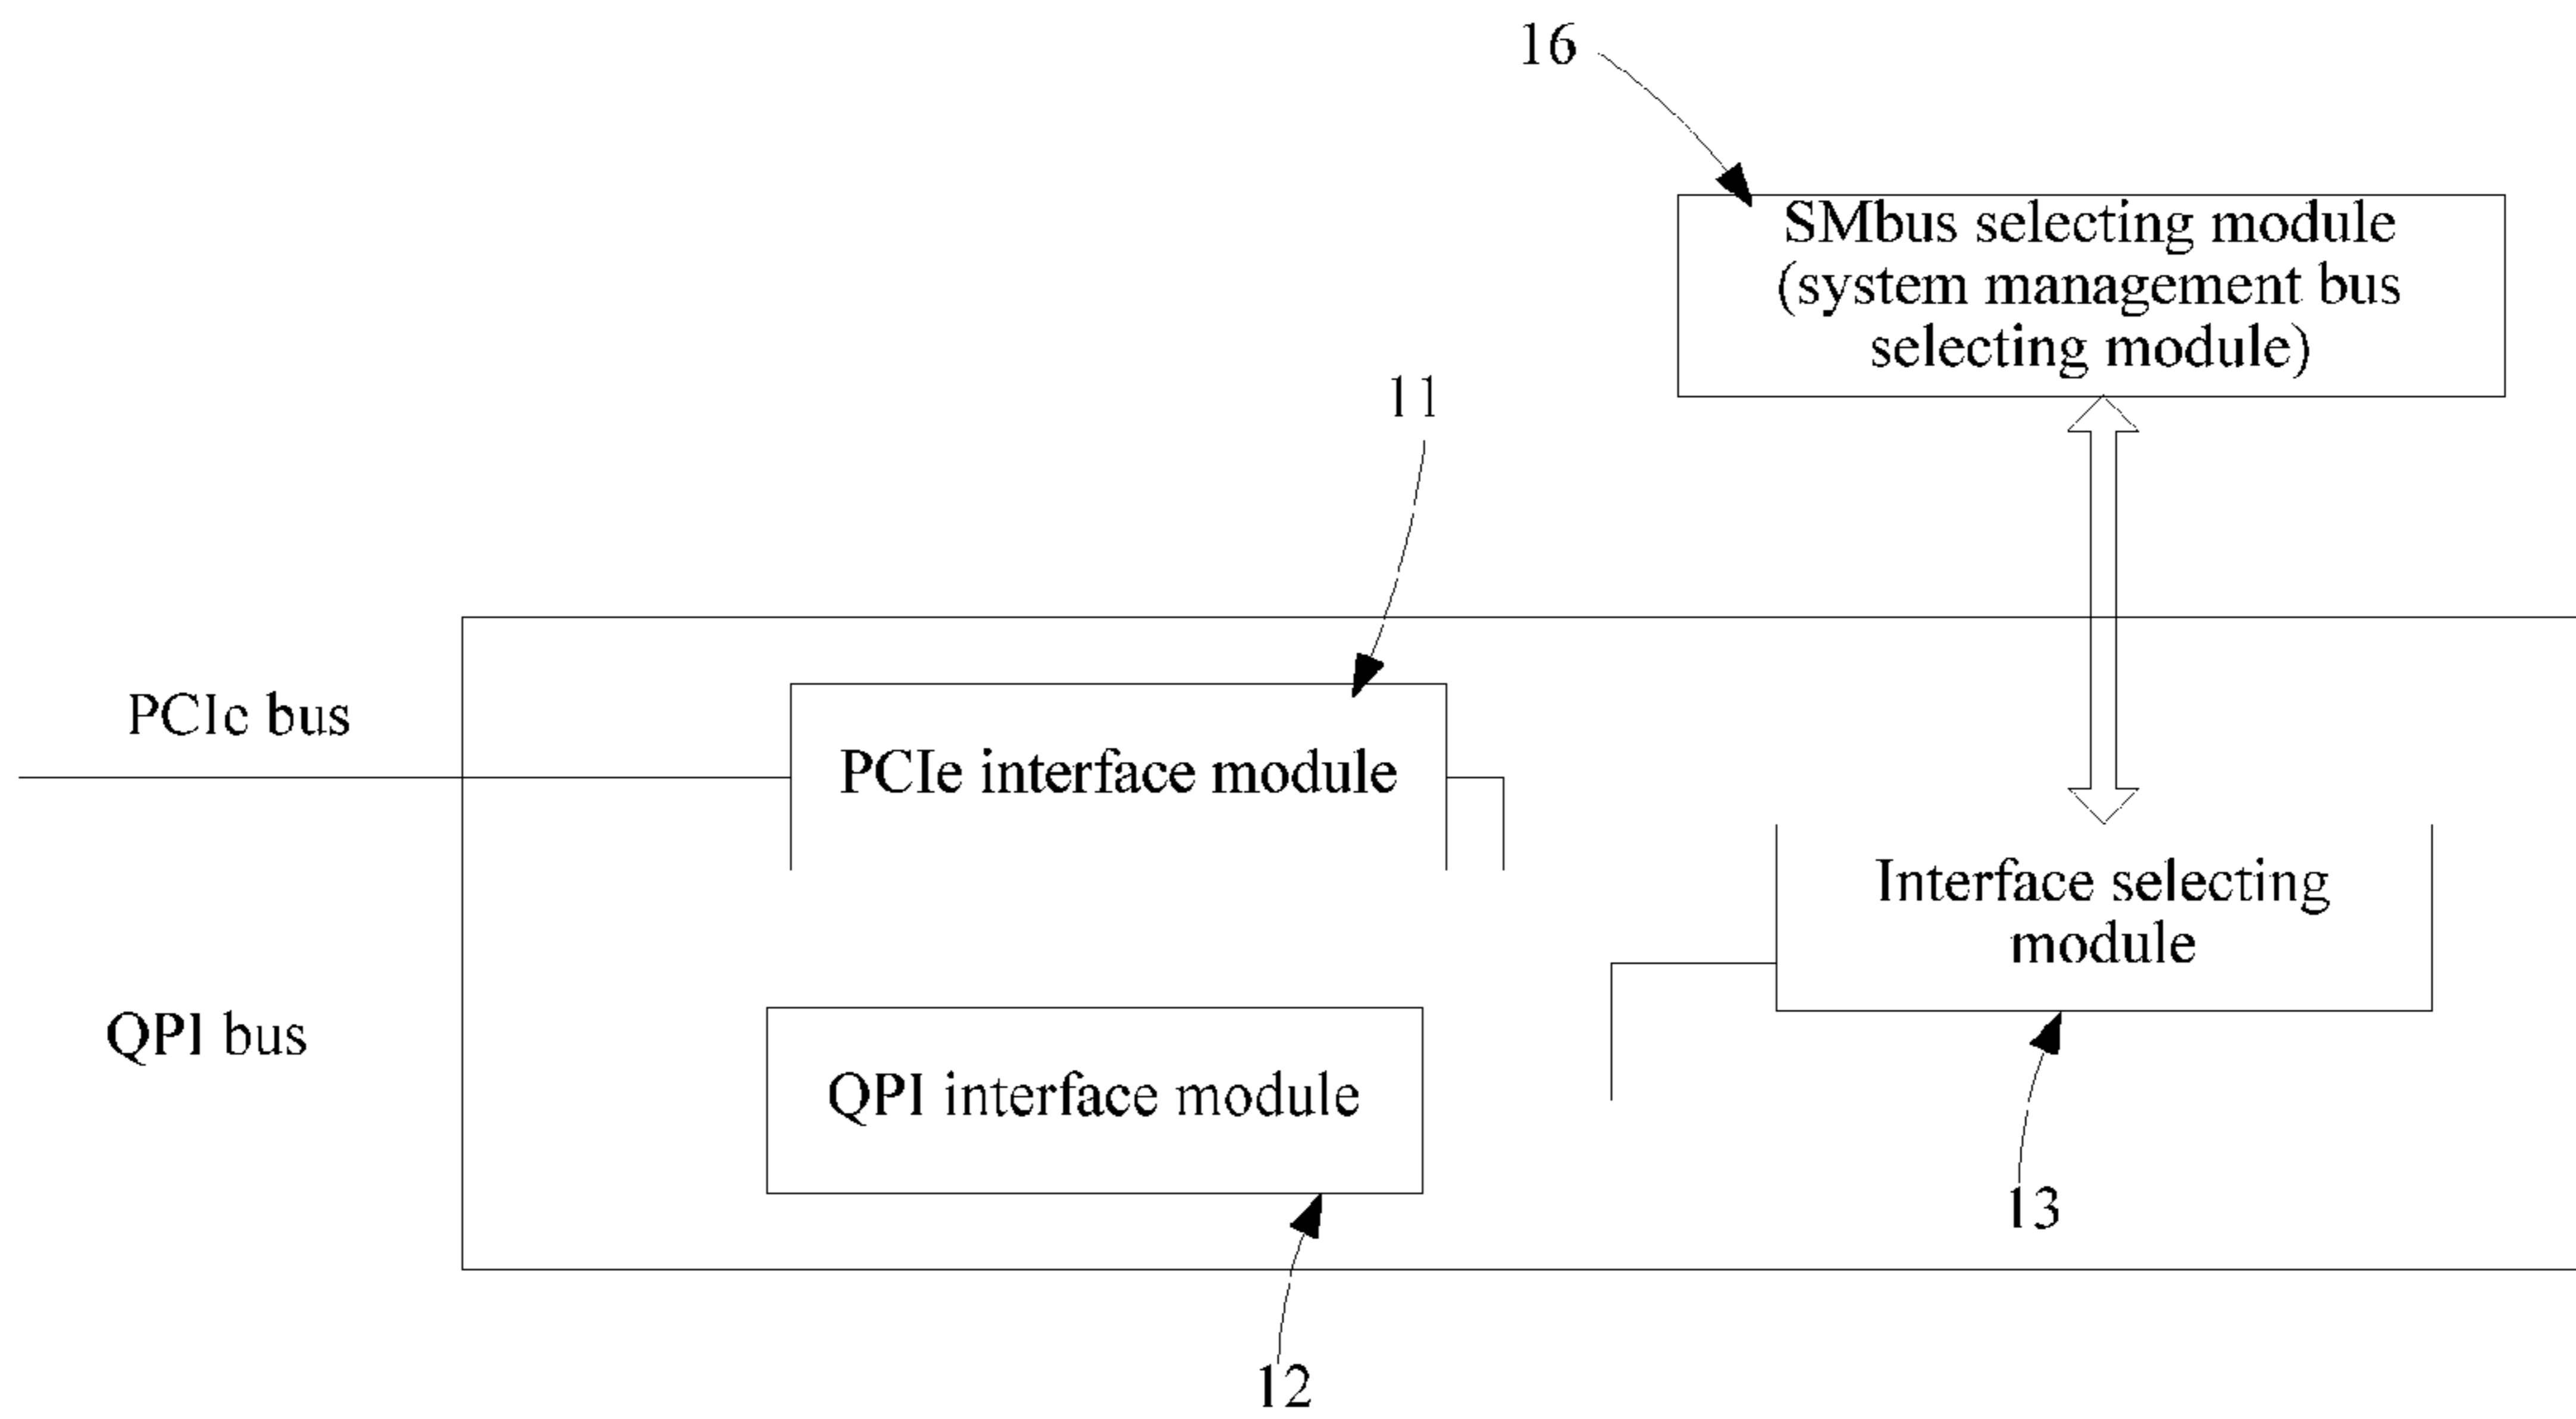 16
SMbus selecting module
(system management bus
selecting module)
11
PCIe bus
PCIe interface module
Interface selecting
module
QPI bus
QPI interface module
13
12